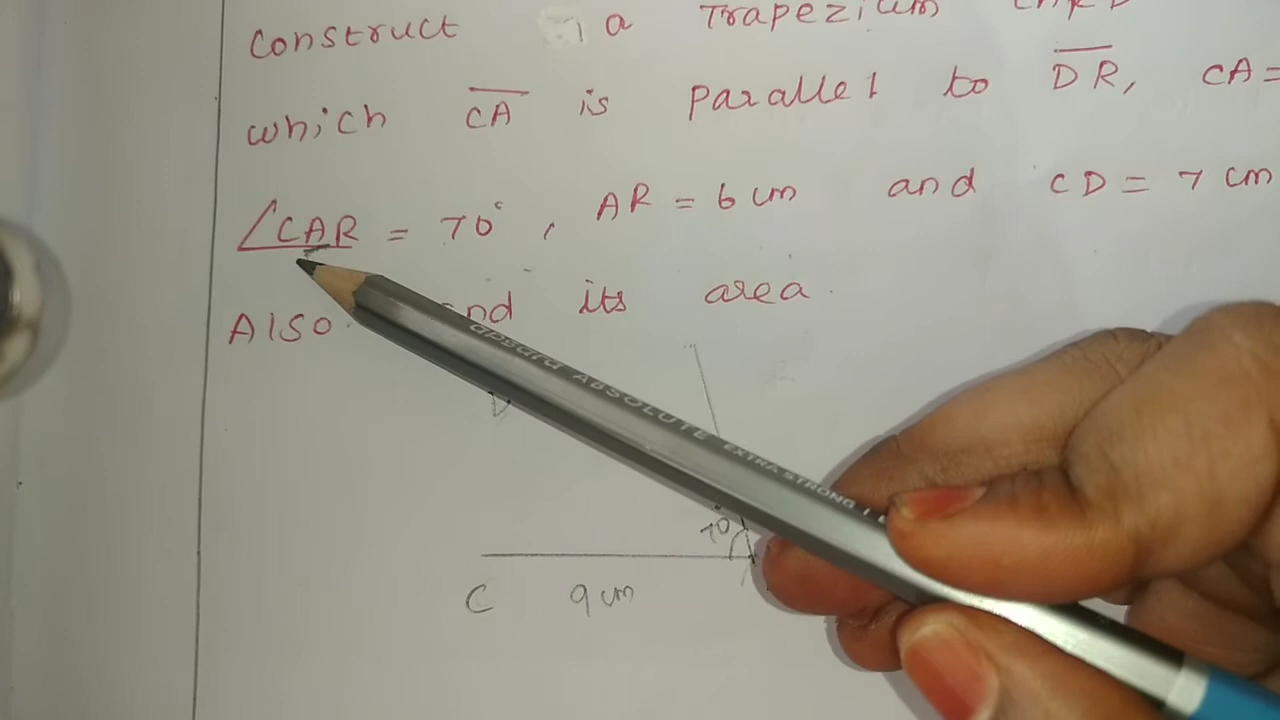 construct a Trapezium
which CA is parallel to DR, CA=
∠CAR = 70°, AR = 6 cm and CD = 7 cm
Also its area.
apsara ABSOLUTE EXTRA STRONG
70°
C 9 cm